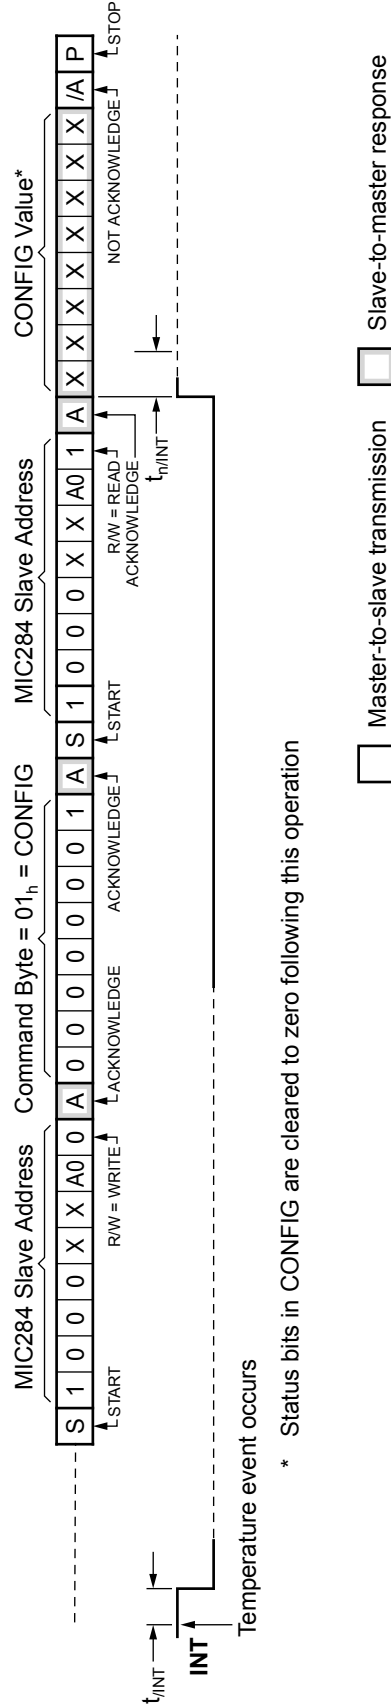 MIC284 Slave Address Command Byte = 01h = CONFIG MIC284 Slave Address CONFIG Value*
S 1 0 0 0 X X A0 0 A 0 0 0 0 0 0 0 1 A S 1 0 0 0 X X A0 1 A X X X X X X X X /A P
START R/W = WRITE ACKNOWLEDGE ACKNOWLEDGE START R/W = READ NOT ACKNOWLEDGE STOP
ACKNOWLEDGE
t/INT tn/INT
INT
Temperature event occurs
* Status bits in CONFIG are cleared to zero following this operation
Master-to-slave transmission Slave-to-master response